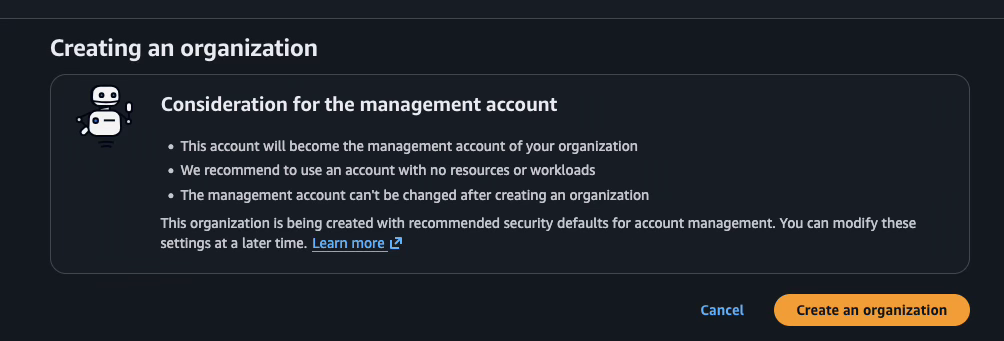 Creating an organization
Consideration for the management account
• This account will become the management account of your organization
• We recommend to use an account with no resources or workloads
• The management account can't be changed after creating an organization
This organization is being created with recommended security defaults for account management. You can modify these
settings at a later time. Learn more
Cancel
Create an organization